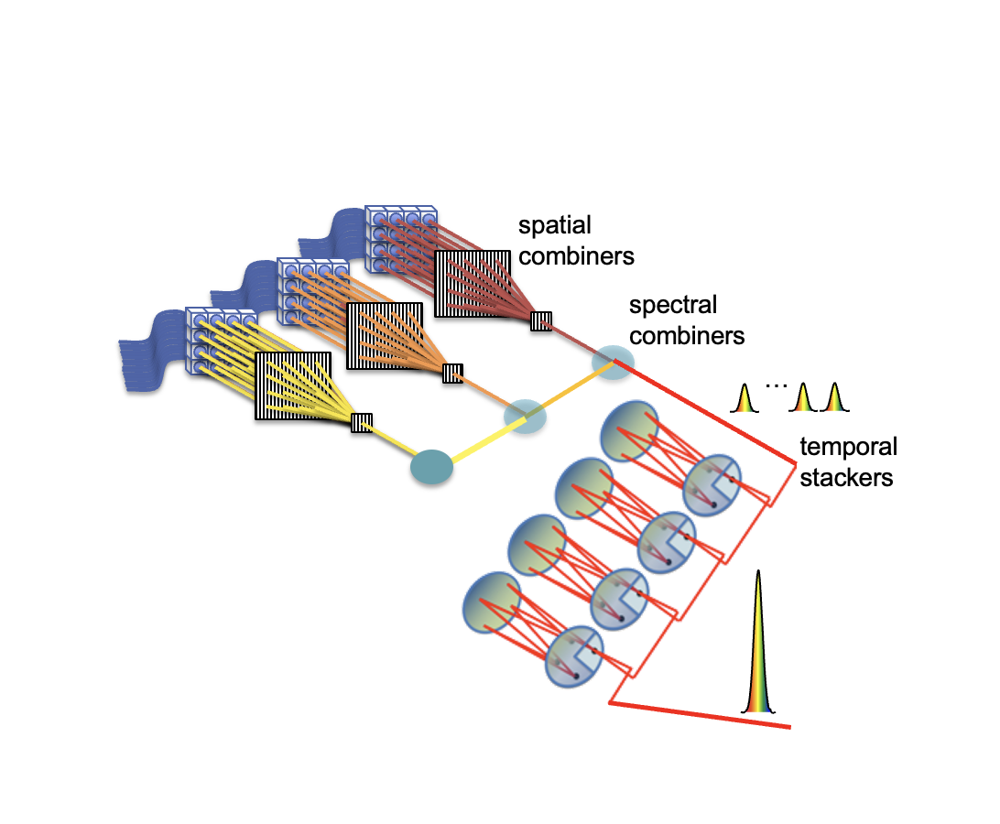 spatial
combiners
spectral
combiners
...
temporal
stackers